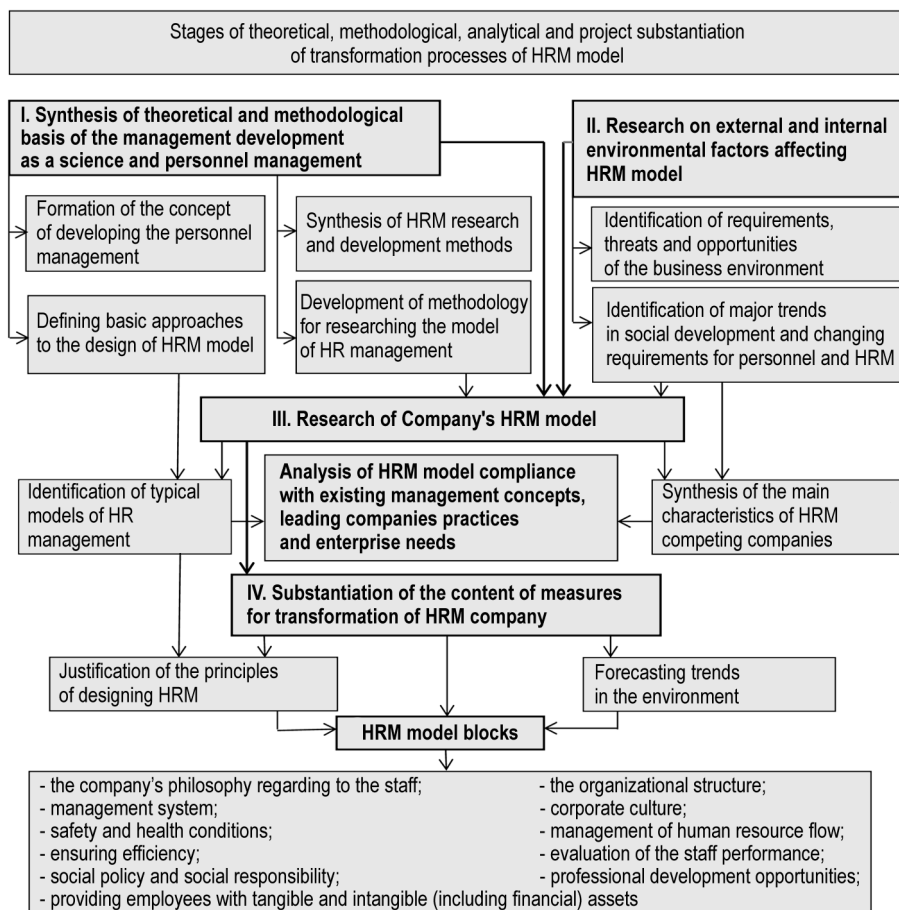 Stages of theoretical, methodological, analytical and project substantiation
of transformation processes of HRM model
I. Synthesis of theoretical and methodological
basis of the management development
as a science and personnel management
II. Research on external and internal
environmental factors affecting
HRM model
Formation of the concept
of developing the personnel
management
Synthesis of HRM research
and development methods
Identification of requirements,
threats and opportunities
of the business environment
Defining basic approaches
to the design of HRM model
Development of methodology
for researching the model
of HR management
Identification of major trends
in social development and changing
requirements for personnel and HRM
III. Research of Company's HRM model
Identification of typical
models of HR
management
Analysis of HRM model compliance
with existing management concepts,
leading companies practices
and enterprise needs
Synthesis of the main
characteristics of HRM
competing companies
IV. Substantiation of the content of measures
for transformation of HRM company
Justification of the principles
of designing HRM
Forecasting trends
in the environment
HRM model blocks
- the company's philosophy regarding to the staff;
- management system;
- safety and health conditions;
- ensuring efficiency;
- social policy and social responsibility;
- the organizational structure;
- corporate culture;
- management of human resource flow;
- evaluation of the staff performance;
- professional development opportunities;
- providing employees with tangible and intangible (including financial) assets